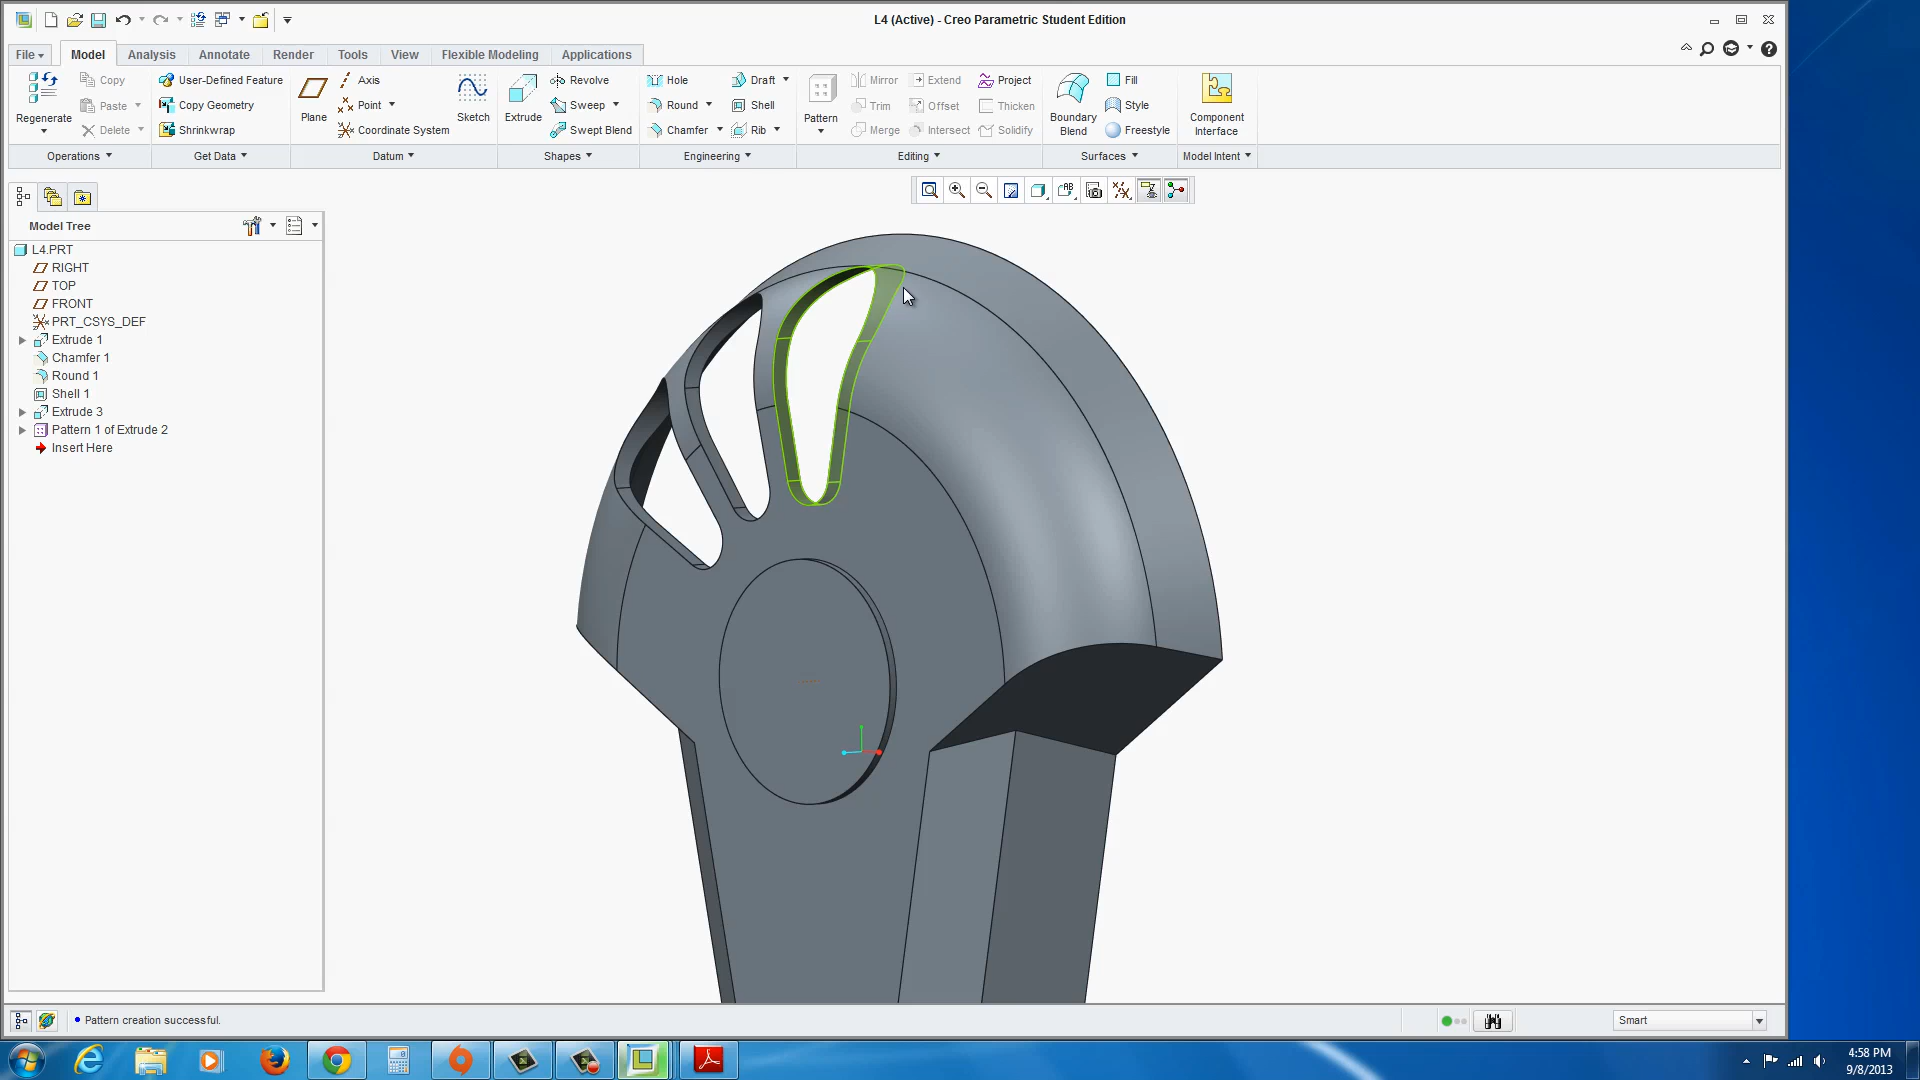 L4 (Active) - Creo Parametric Student Edition
File Model Analysis Annotate Render Tools View Flexible Modeling Applications
Regenerate
Copy
Paste
Delete
Operations
User-Defined Feature
Copy Geometry
Shrinkwrap
Get Data
Plane
Axis
Point
Coordinate System
Sketch
Datum
Extrude
Revolve
Sweep
Swept Blend
Shapes
Hole
Round
Chamfer
Draft
Shell
Rib
Engineering
Pattern
Mirror
Trim
Merge
Extend
Offset
Intersect
Project
Thicken
Solidify
Editing
Boundary
Blend
Fill
Style
Freestyle
Surfaces
Component
Interface
Model Intent
Model Tree
L4.PRT
RIGHT
TOP
FRONT
PRT_CSYS_DEF
Extrude 1
Chamfer 1
Round 1
Shell 1
Extrude 3
Pattern 1 of Extrude 2
Insert Here
Pattern creation successful.
Smart
4:58 PM
9/8/2013